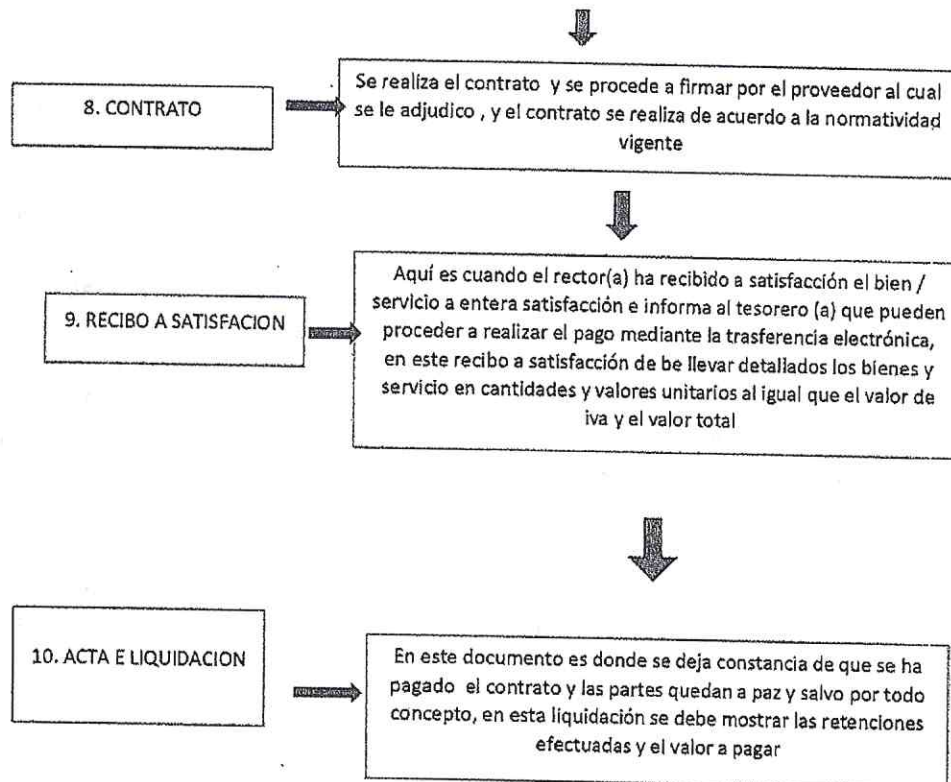 8. CONTRATO
Se realiza el contrato y se procede a firmar por el proveedor al cual
se le adjudico , y el contrato se realiza de acuerdo a la normatividad
vigente
9. RECIBO A SATISFACION
Aquí es cuando el rector(a) ha recibido a satisfacción el bien /
servicio a entera satisfacción e informa al tesorero (a) que pueden
proceder a realizar el pago mediante la trasferencia electrónica,
en este recibo a satisfacción de be llevar detallados los bienes y
servicio en cantidades y valores unitarios al igual que el valor de
iva y el valor total
10. ACTA E LIQUIDACION
En este documento es donde se deja constancia de que se ha
pagado el contrato y las partes quedan a paz y salvo por todo
concepto, en esta liquidación se debe mostrar las retenciones
efectuadas y el valor a pagar